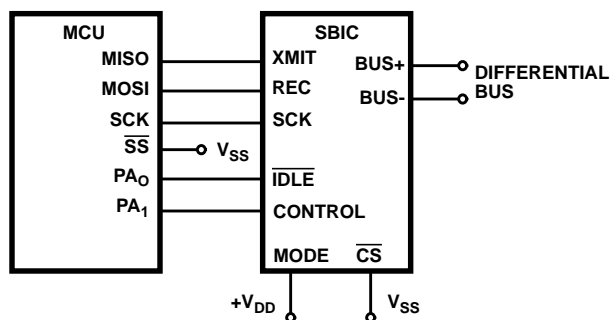 MCU
MISO
MOSI
SCK
SS
PA0
PA1
VSS
SBIC
XMIT
REC
SCK
IDLE
CONTROL
MODE
CS
BUS+
BUS-
DIFFERENTIAL
BUS
+VDD
VSS